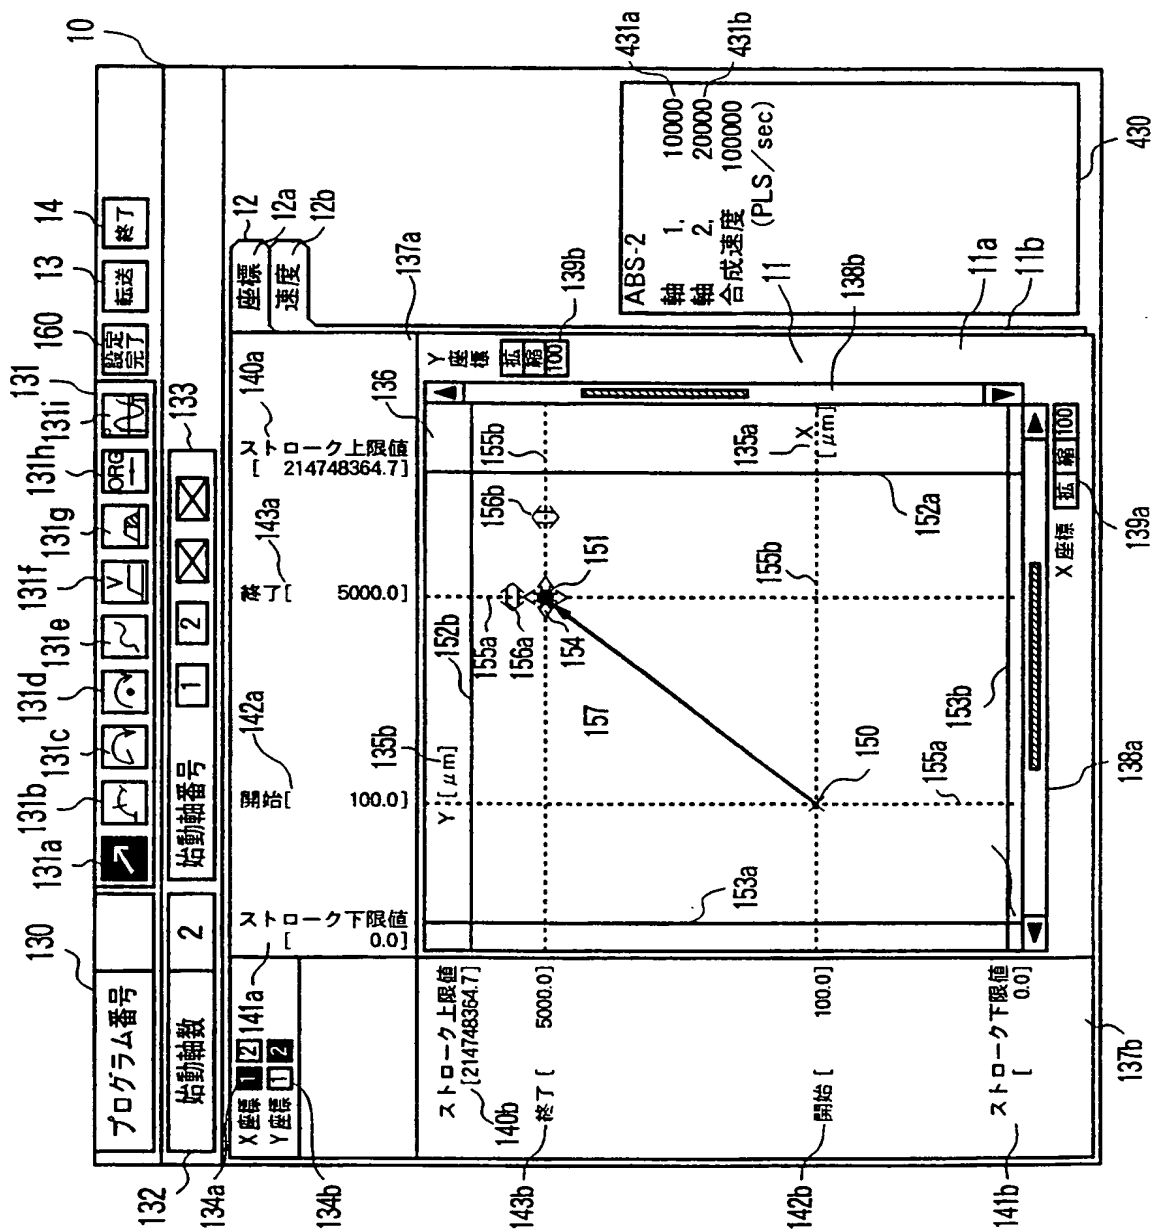 10
130
131a
131b
131c
131d
131e
131f
131g
131h
131i
131
160
13
14
プログラム番号
V
ORG
設定
完了
転送
終了
132
始動軸数 2
始動軸番号 1 2
133
134a
X座標 1 2
141a
134b
Y座標 1 2
ストローク下限値
[ 0.0]
142a
開始[ 100.0]
143a
終了[ 5000.0]
140a
ストローク上限値
[ 214748364.7]
12
座標
12a
速度
12b
137a
ストローク上限値
[214748364.7]
140b
143b
終了 [ 5000.0]
142b
開始 [ 100.0]
141b
ストローク下限値
[ 0.0]
137b
Y [μm]
135b
152b
155a
156a
154
151
156b
155b
136
157
153a
150
155a
153b
155b
152a
135a
X
[μm]
Y
座
標
拡
縮
100
139b
138b
11
11a
11b
138a
X座標 拡 縮 100
139a
ABS-2
軸 1, 10000
軸 2, 20000
合成速度 100000
(PLS/sec)
431a
431b
430